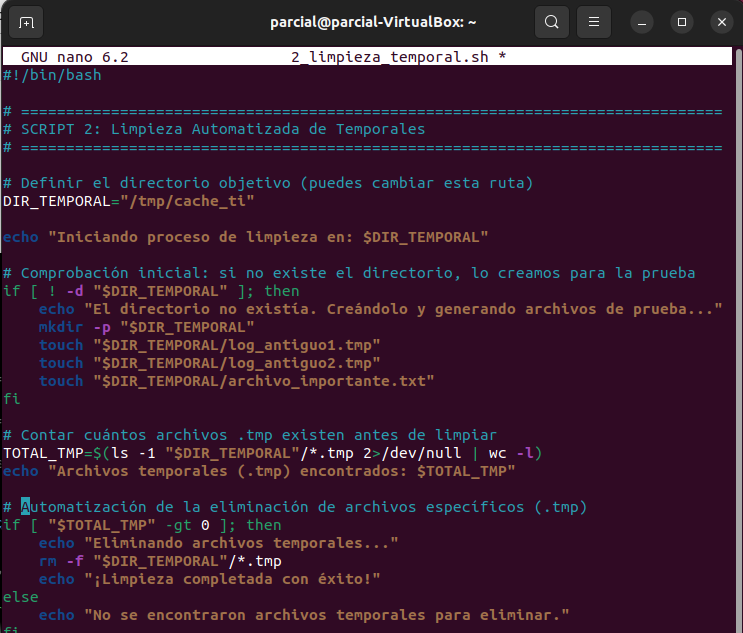 parcial@parcial-VirtualBox: ~
GNU nano 6.2 2_limpieza_temporal.sh *
#!/bin/bash
# ==============================================================================
# SCRIPT 2: Limpieza Automatizada de Temporales
# ==============================================================================
# Definir el directorio objetivo (puedes cambiar esta ruta)
DIR_TEMPORAL="/tmp/cache_ti"
echo "Iniciando proceso de limpieza en: $DIR_TEMPORAL"
# Comprobación inicial: si no existe el directorio, lo creamos para la prueba
if [ ! -d "$DIR_TEMPORAL" ]; then
    echo "El directorio no existía. Creándolo y generando archivos de prueba..."
    mkdir -p "$DIR_TEMPORAL"
    touch "$DIR_TEMPORAL/log_antiguo1.tmp"
    touch "$DIR_TEMPORAL/log_antiguo2.tmp"
    touch "$DIR_TEMPORAL/archivo_importante.txt"
fi
# Contar cuántos archivos .tmp existen antes de limpiar
TOTAL_TMP=$(ls -1 "$DIR_TEMPORAL"/*.tmp 2>/dev/null | wc -l)
echo "Archivos temporales (.tmp) encontrados: $TOTAL_TMP"
# Automatización de la eliminación de archivos específicos (.tmp)
if [ "$TOTAL_TMP" -gt 0 ]; then
    echo "Eliminando archivos temporales..."
    rm -f "$DIR_TEMPORAL"/*.tmp
    echo "¡Limpieza completada con éxito!"
else
    echo "No se encontraron archivos temporales para eliminar."
fi